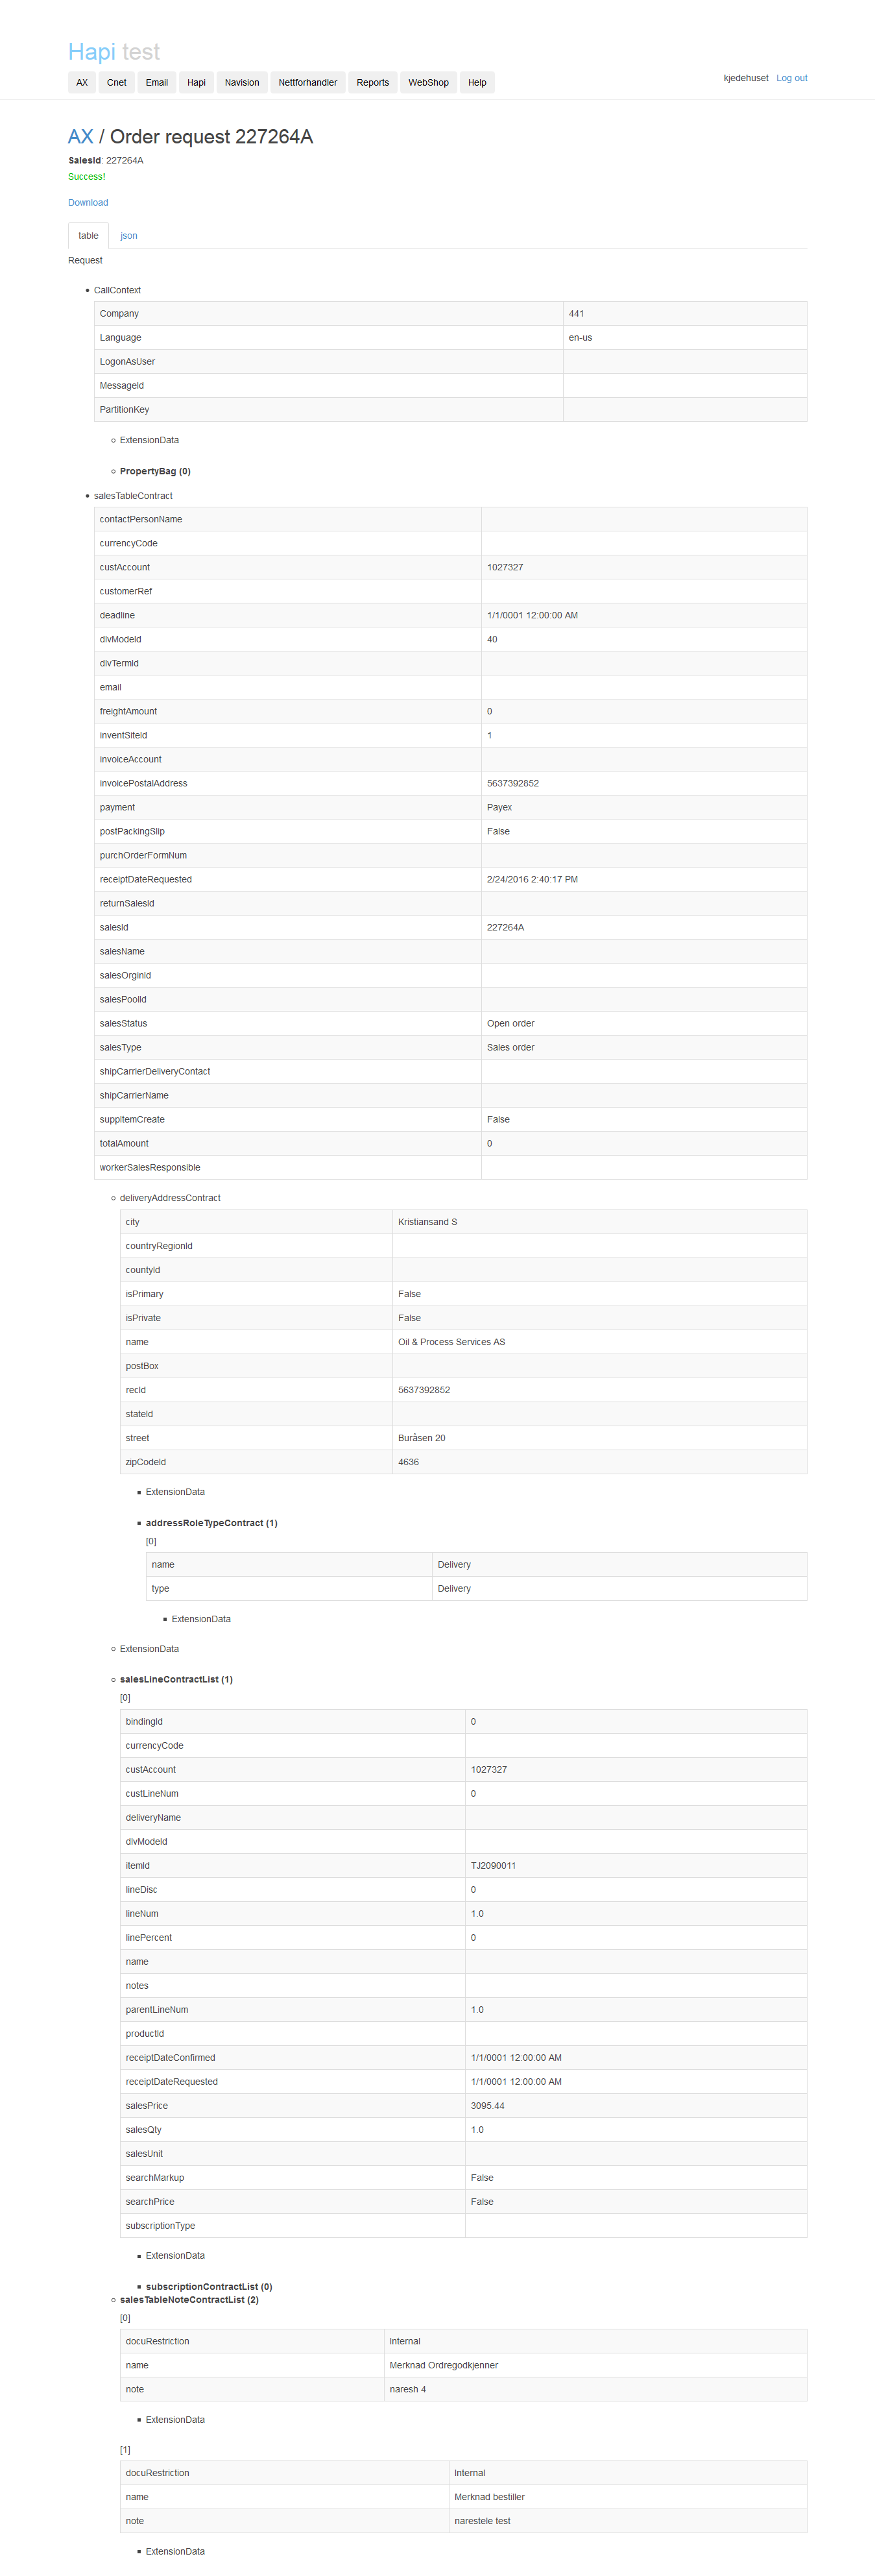 Hapi test
AX Cnet Email Hapi Navision Nettforhandler Reports WebShop Help kjedehuset Log out
AX / Order request 227264A
SalesId: 227264A
Success!
Download
table json
Request
CallContext
Company 441
Language en-us
LogonAsUser
MessageId
PartitionKey
ExtensionData
PropertyBag (0)
salesTableContract
contactPersonName
currencyCode
custAccount 1027327
customerRef
deadline 1/1/0001 12:00:00 AM
dlvModeId 40
dlvTermId
email
freightAmount 0
inventSiteId 1
invoiceAccount
invoicePostalAddress 5637392852
payment Payex
postPackingSlip False
purchOrderFormNum
receiptDateRequested 2/24/2016 2:40:17 PM
returnSalesId
salesId 227264A
salesName
salesOrginId
salesPoolId
salesStatus Open order
salesType Sales order
shipCarrierDeliveryContact
shipCarrierName
suppItemCreate False
totalAmount 0
workerSalesResponsible
deliveryAddressContract
city Kristiansand S
countryRegionId
countyId
isPrimary False
isPrivate False
name Oil & Process Services AS
postBox
recId 5637392852
stateId
street Buråsen 20
zipCodeId 4636
ExtensionData
addressRoleTypeContract (1)
[0]
name Delivery
type Delivery
ExtensionData
ExtensionData
salesLineContractList (1)
[0]
bindingId 0
currencyCode
custAccount 1027327
custLineNum 0
deliveryName
dlvModeId
itemId TJ2090011
lineDisc 0
lineNum 1.0
linePercent 0
name
notes
parentLineNum 1.0
productId
receiptDateConfirmed 1/1/0001 12:00:00 AM
receiptDateRequested 1/1/0001 12:00:00 AM
salesPrice 3095.44
salesQty 1.0
salesUnit
searchMarkup False
searchPrice False
subscriptionType
ExtensionData
subscriptionContractList (0)
salesTableNoteContractList (2)
[0]
docuRestriction Internal
name Merknad Ordregodkjenner
note naresh 4
ExtensionData
[1]
docuRestriction Internal
name Merknad bestiller
note narestele test
ExtensionData